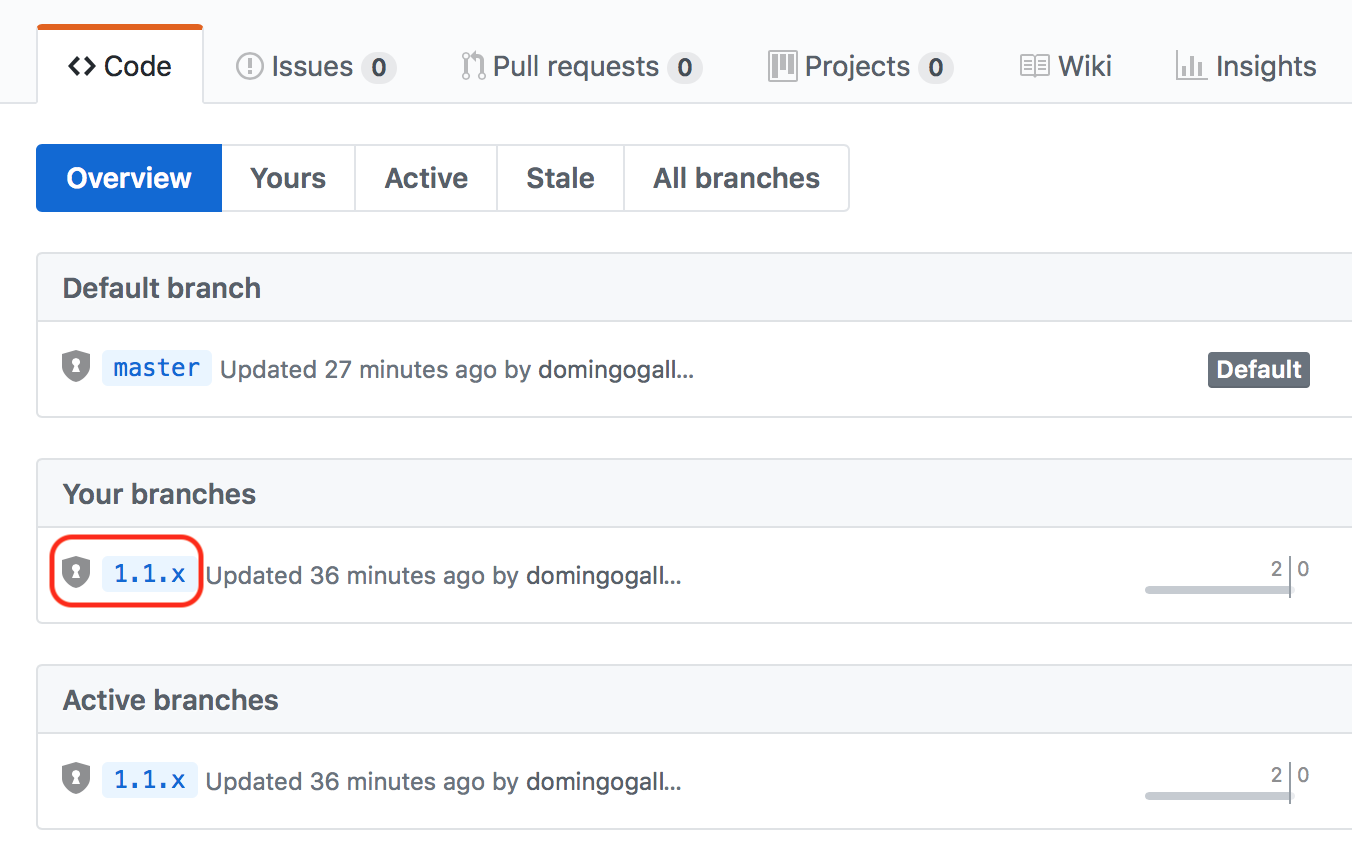 Code Issues 0 Pull requests 0 Projects 0 Wiki Insights
Overview Yours Active Stale All branches
Default branch
master Updated 27 minutes ago by domingogall... Default
Your branches
1.1.x Updated 36 minutes ago by domingogall... 2 0
Active branches
1.1.x Updated 36 minutes ago by domingogall... 2 0